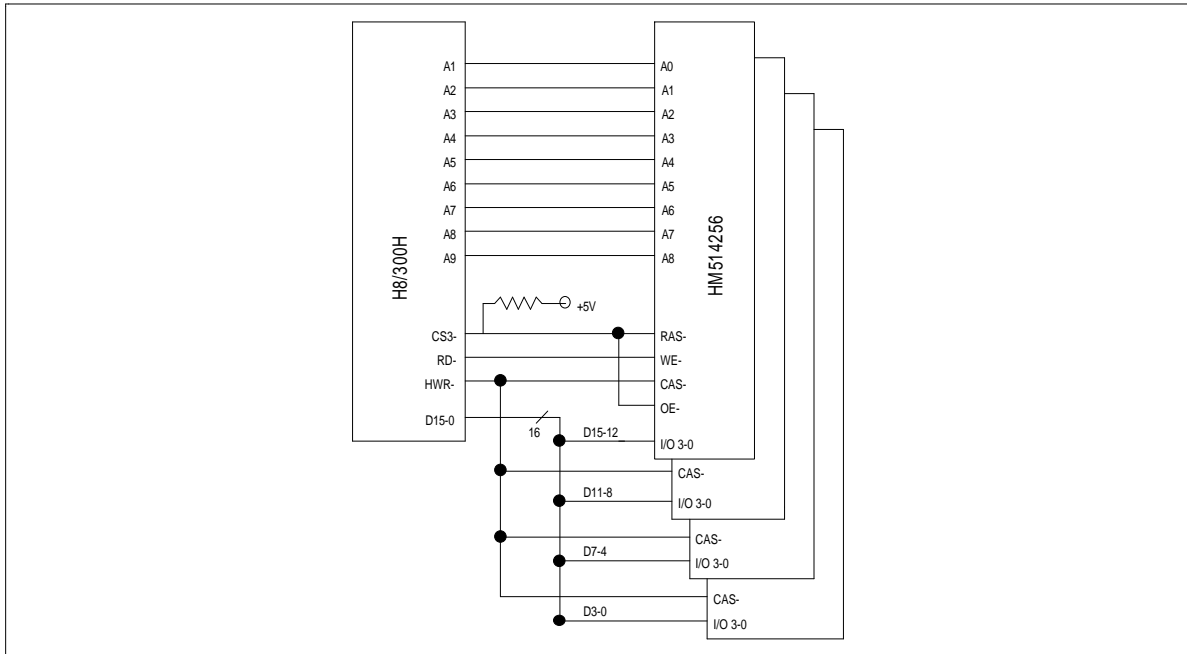 A1
A2
A3
A4
A5
A6
A7
A8
A9
H8/300H
CS3-
RD-
HWR-
D15-0
+5V
16
A0
A1
A2
A3
A4
A5
A6
A7
A8
HM514256
RAS-
WE-
CAS-
OE-
D15-12
I/O 3-0
CAS-
D11-8
I/O 3-0
CAS-
D7-4
I/O 3-0
CAS-
D3-0
I/O 3-0